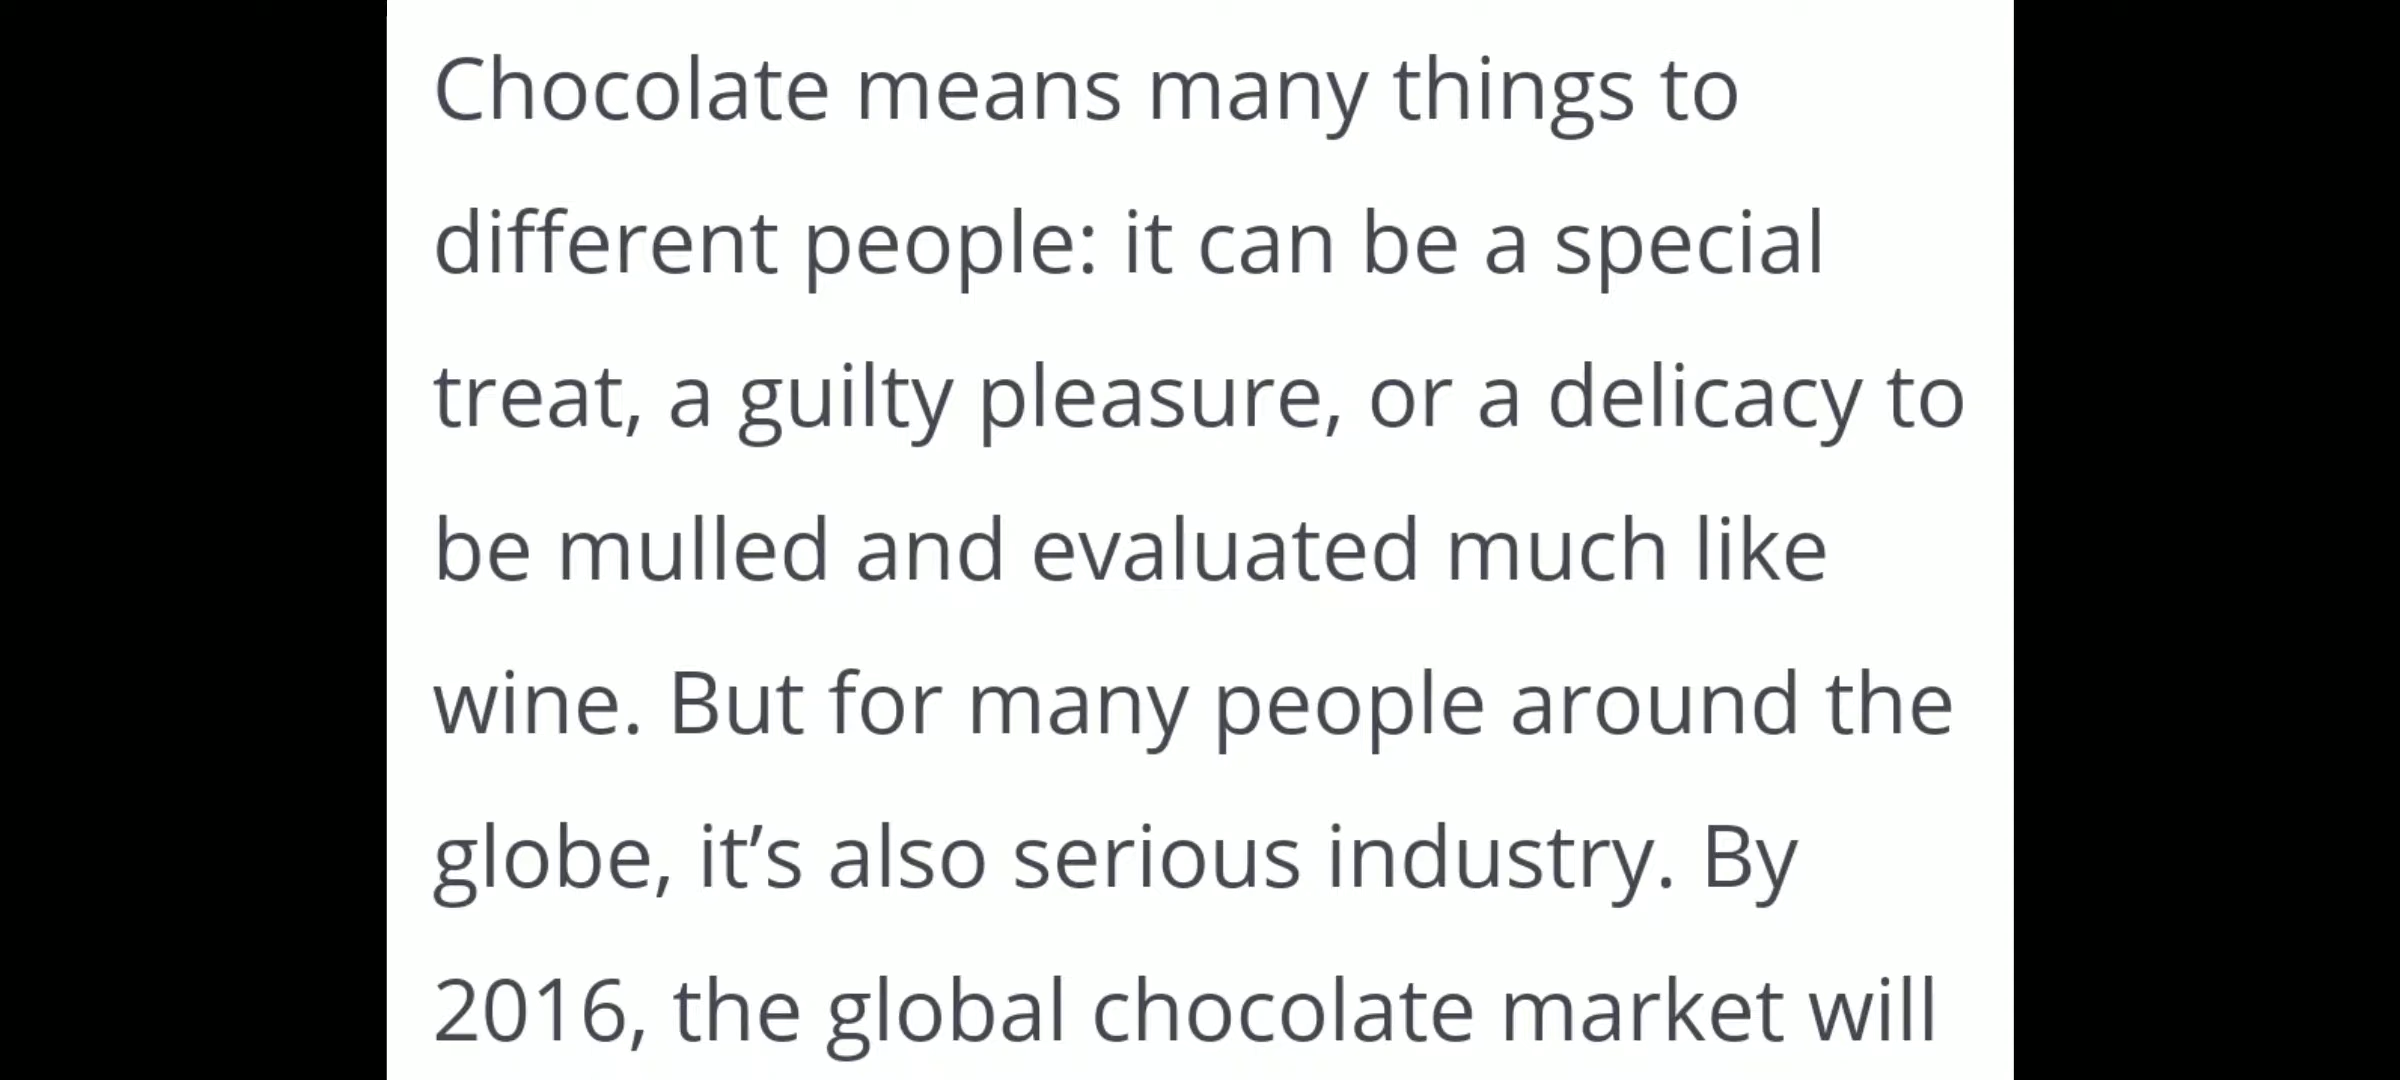 Chocolate means many things to
different people: it can be a special
treat, a guilty pleasure, or a delicacy to
be mulled and evaluated much like
wine. But for many people around the
globe, it’s also serious industry. By
2016, the global chocolate market will